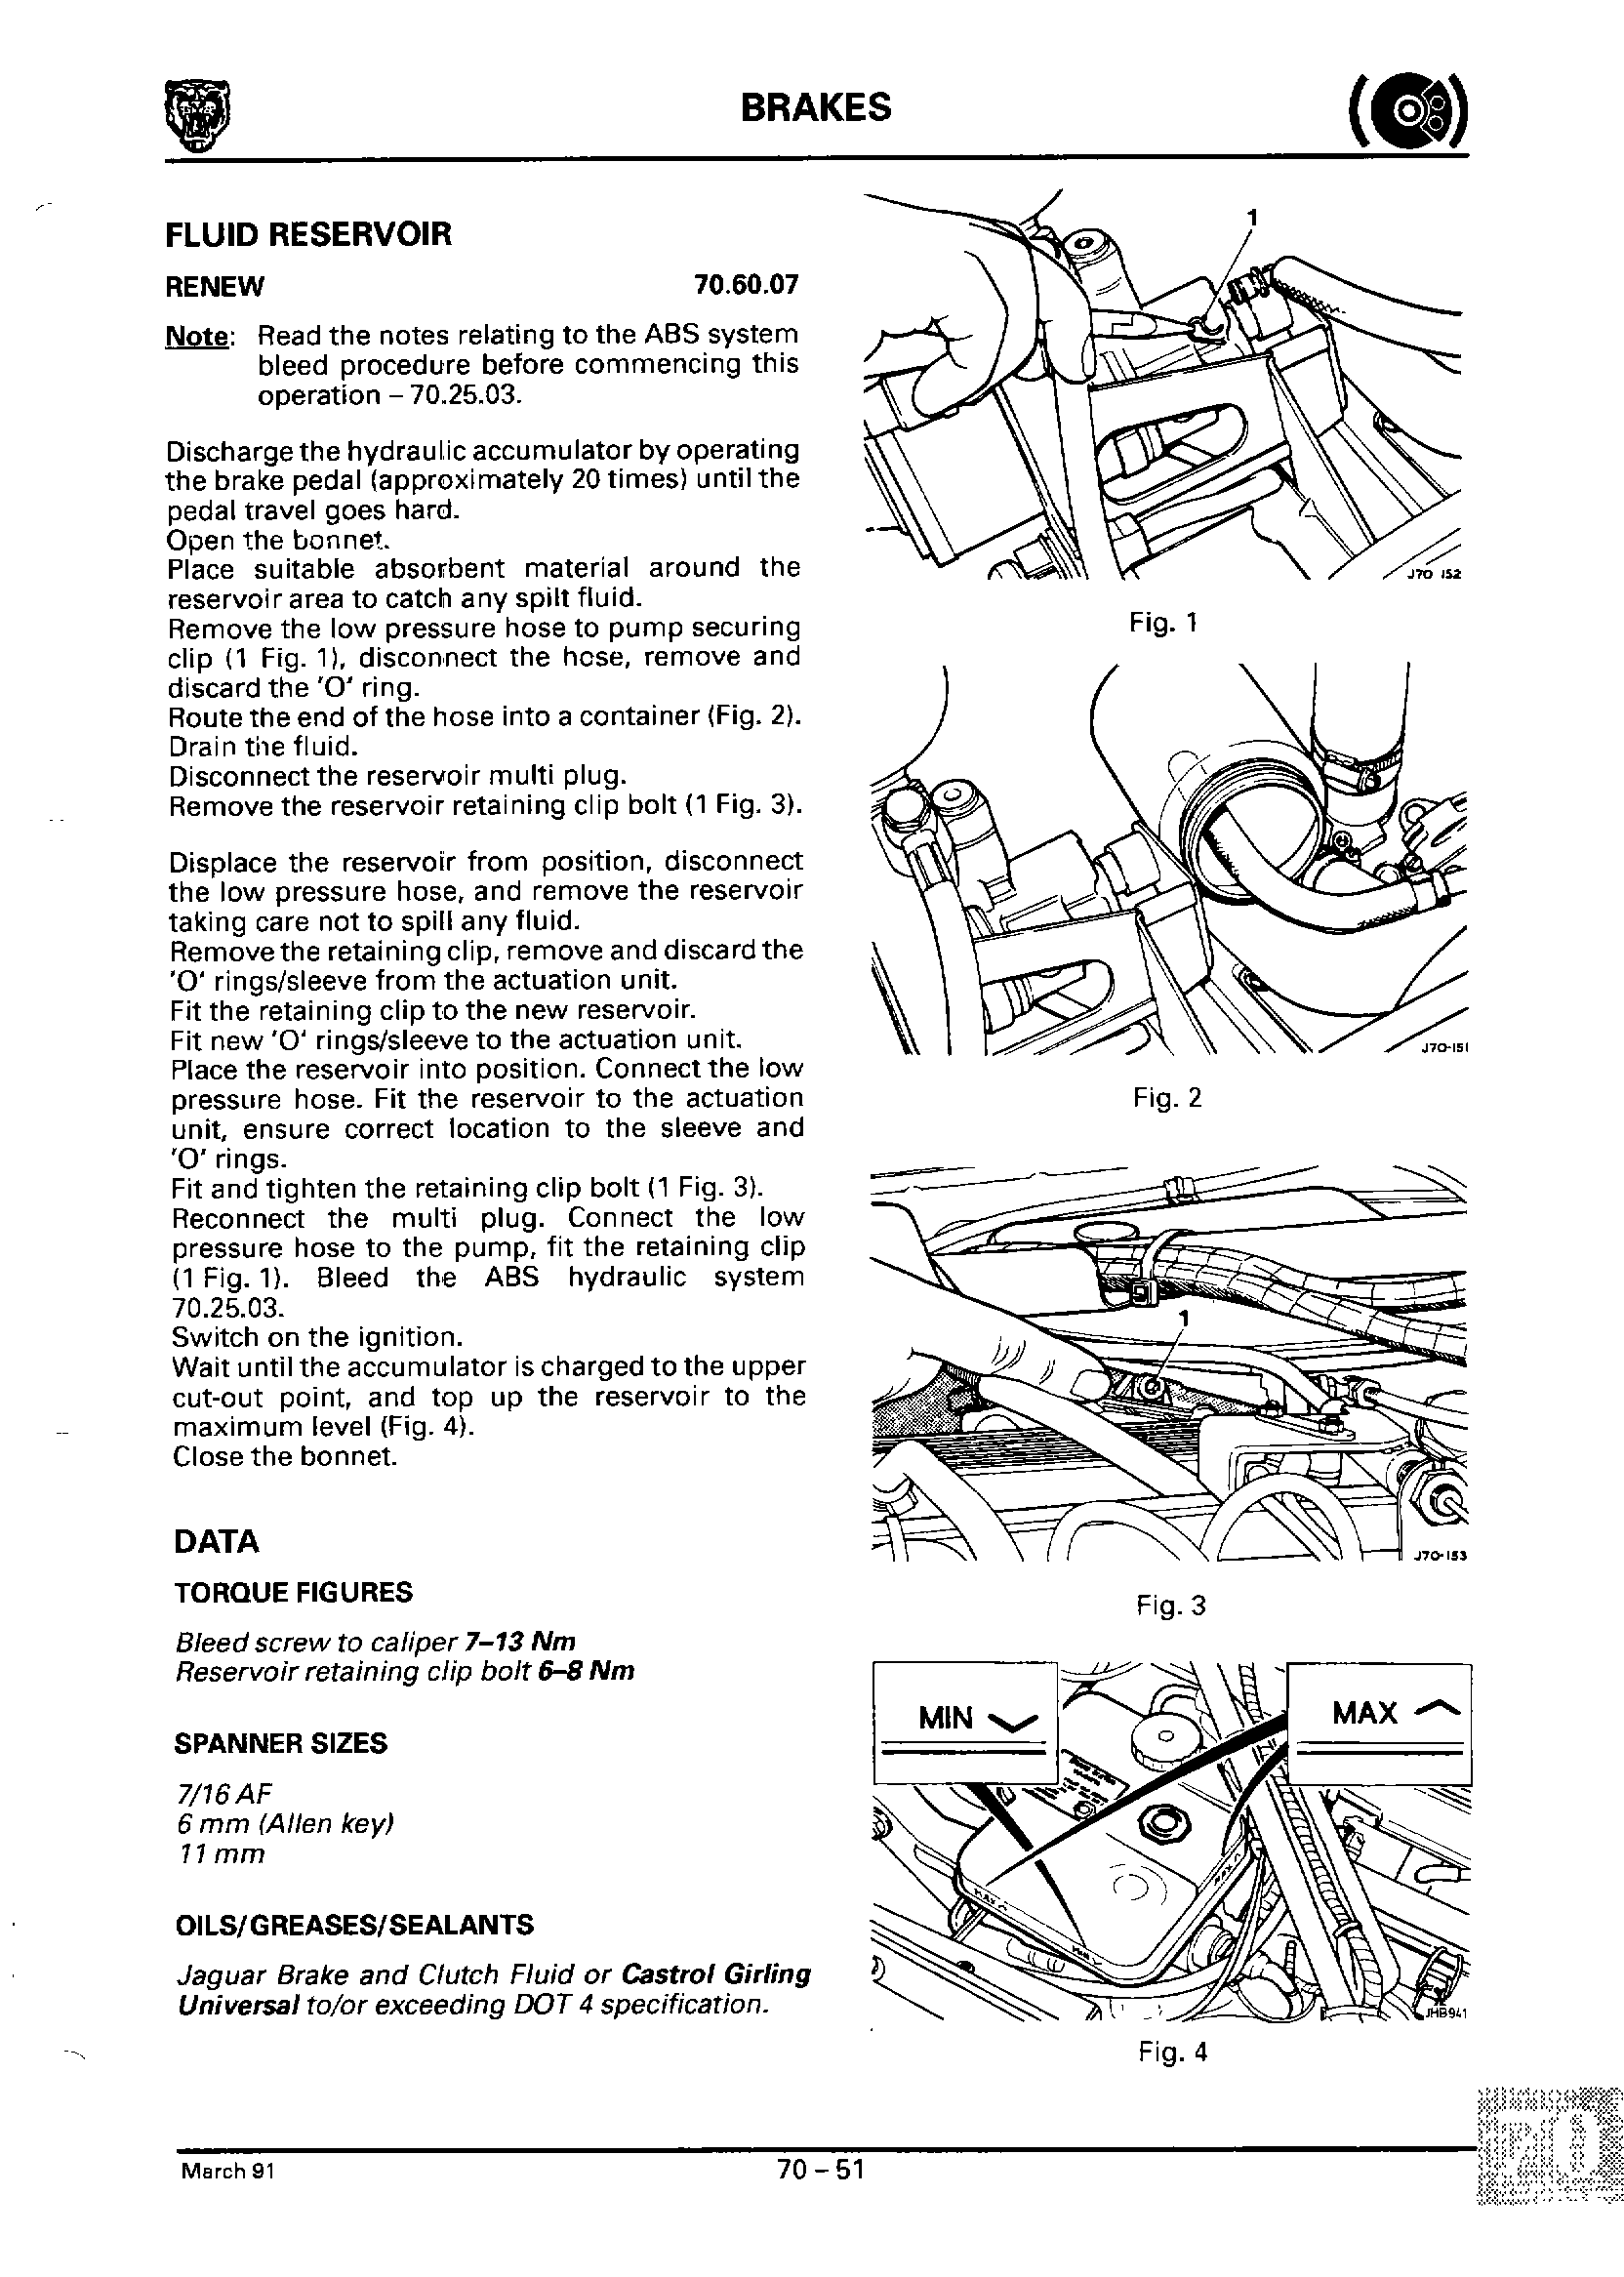 BRAKES
FLUID RESERVOIR
RENEW 70.60.07
Note: Read the notes relating to the ABS system
bleed procedure before commencing this
operation – 70.25.03.
Discharge the hydraulic accumulator by operating
the brake pedal (approximately 20 times) until the
pedal travel goes hard.
Open the bonnet.
Place suitable absorbent material around the
reservoir area to catch any spilt fluid.
Remove the low pressure hose to pump securing
clip (1 Fig. 1), disconnect the hose, remove and
discard the 'O' ring.
Route the end of the hose into a container (Fig. 2).
Drain the fluid.
Disconnect the reservoir multi plug.
Remove the reservoir retaining clip bolt (1 Fig. 3).
Displace the reservoir from position, disconnect
the low pressure hose, and remove the reservoir
taking care not to spill any fluid.
Remove the retaining clip, remove and discard the
'O' rings/sleeve from the actuation unit.
Fit the retaining clip to the new reservoir.
Fit new 'O' rings/sleeve to the actuation unit.
Place the reservoir into position. Connect the low
pressure hose. Fit the reservoir to the actuation
unit, ensure correct location to the sleeve and
'O' rings.
Fit and tighten the retaining clip bolt (1 Fig. 3).
Reconnect the multi plug. Connect the low
pressure hose to the pump, fit the retaining clip
(1 Fig. 1). Bleed the ABS hydraulic system
70.25.03.
Switch on the ignition.
Wait until the accumulator is charged to the upper
cut-out point, and top up the reservoir to the
maximum level (Fig. 4).
Close the bonnet.
DATA
TORQUE FIGURES
Bleed screw to caliper 7–13 Nm
Reservoir retaining clip bolt 6–8 Nm
SPANNER SIZES
7/16 AF
6 mm (Allen key)
11 mm
OILS/GREASES/SEALANTS
Jaguar Brake and Clutch Fluid or Castrol Girling
Universal to/or exceeding DOT 4 specification.
1
J70 152
Fig. 1
J70-151
Fig. 2
1
J70-153
Fig. 3
MIN
MAX
MAX
MAX
JHB941
Fig. 4
March 91
70 – 51